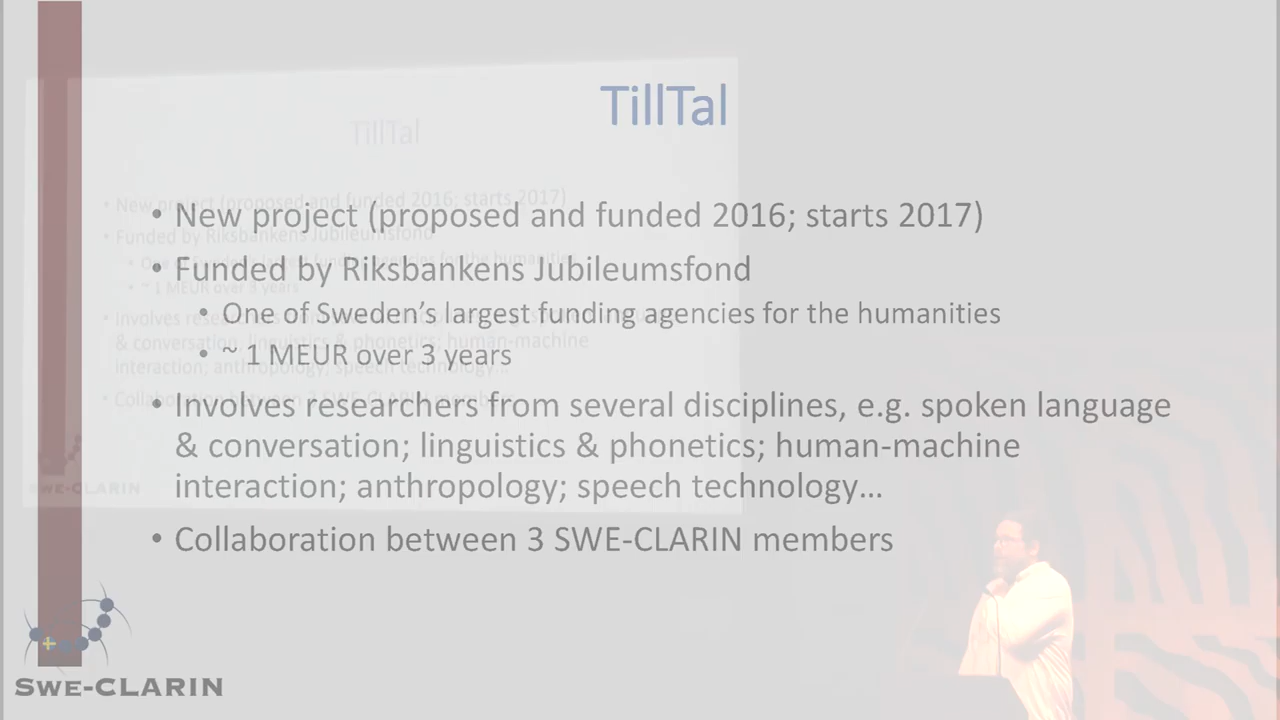 TillTal
• New project (proposed and funded 2016; starts 2017)
• Funded by Riksbankens Jubileumsfond
• One of Sweden's largest funding agencies for the humanities
• ~ 1 MEUR over 3 years
• Involves researchers from several disciplines, e.g. spoken language
& conversation; linguistics & phonetics; human-machine
interaction; anthropology; speech technology…
• Collaboration between 3 SWE-CLARIN members
SWE-CLARIN